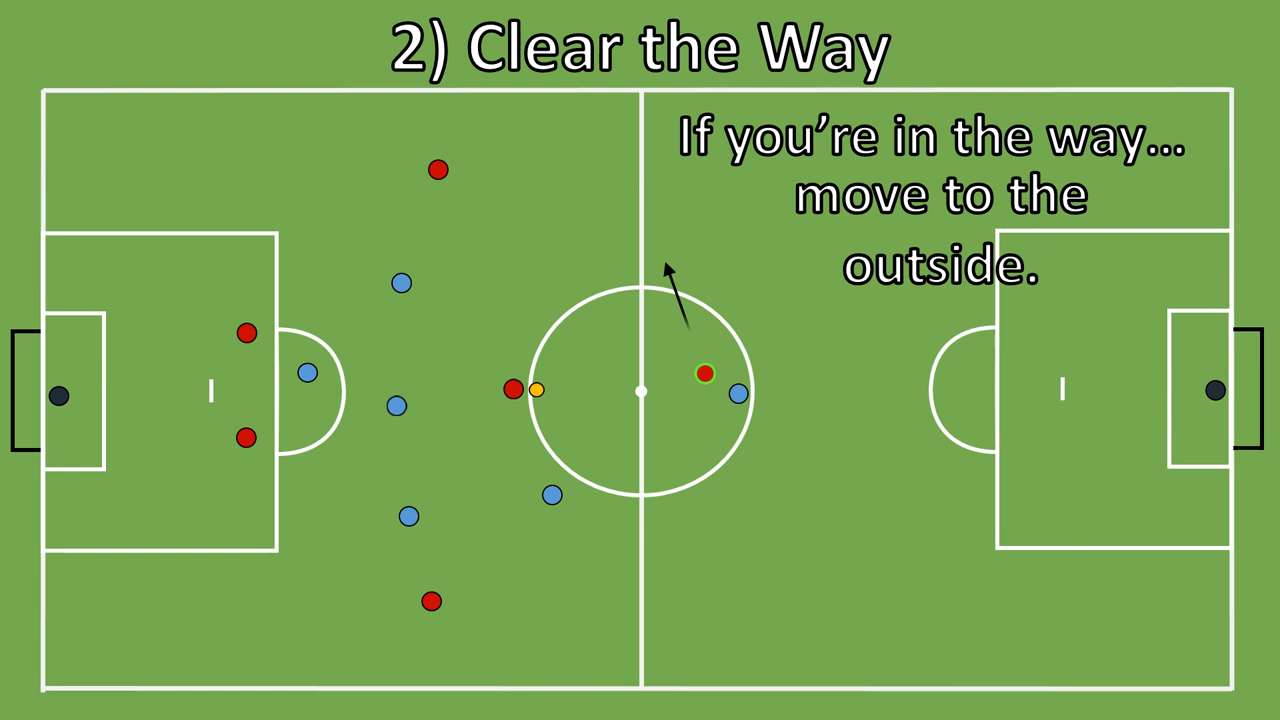 2) Clear the Way
If you’re in the way…
move to the
outside.